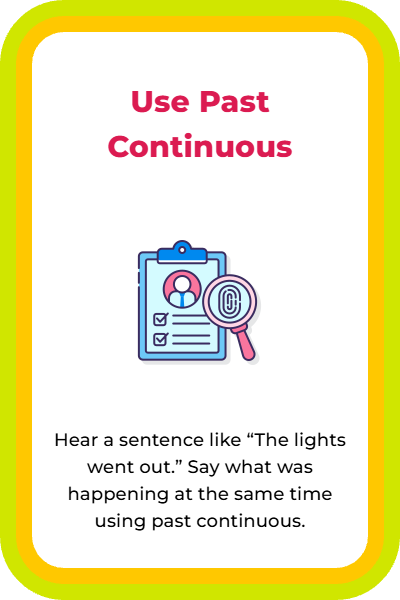 Use Past
Continuous
Hear a sentence like “The lights
went out.” Say what was
happening at the same time
using past continuous.